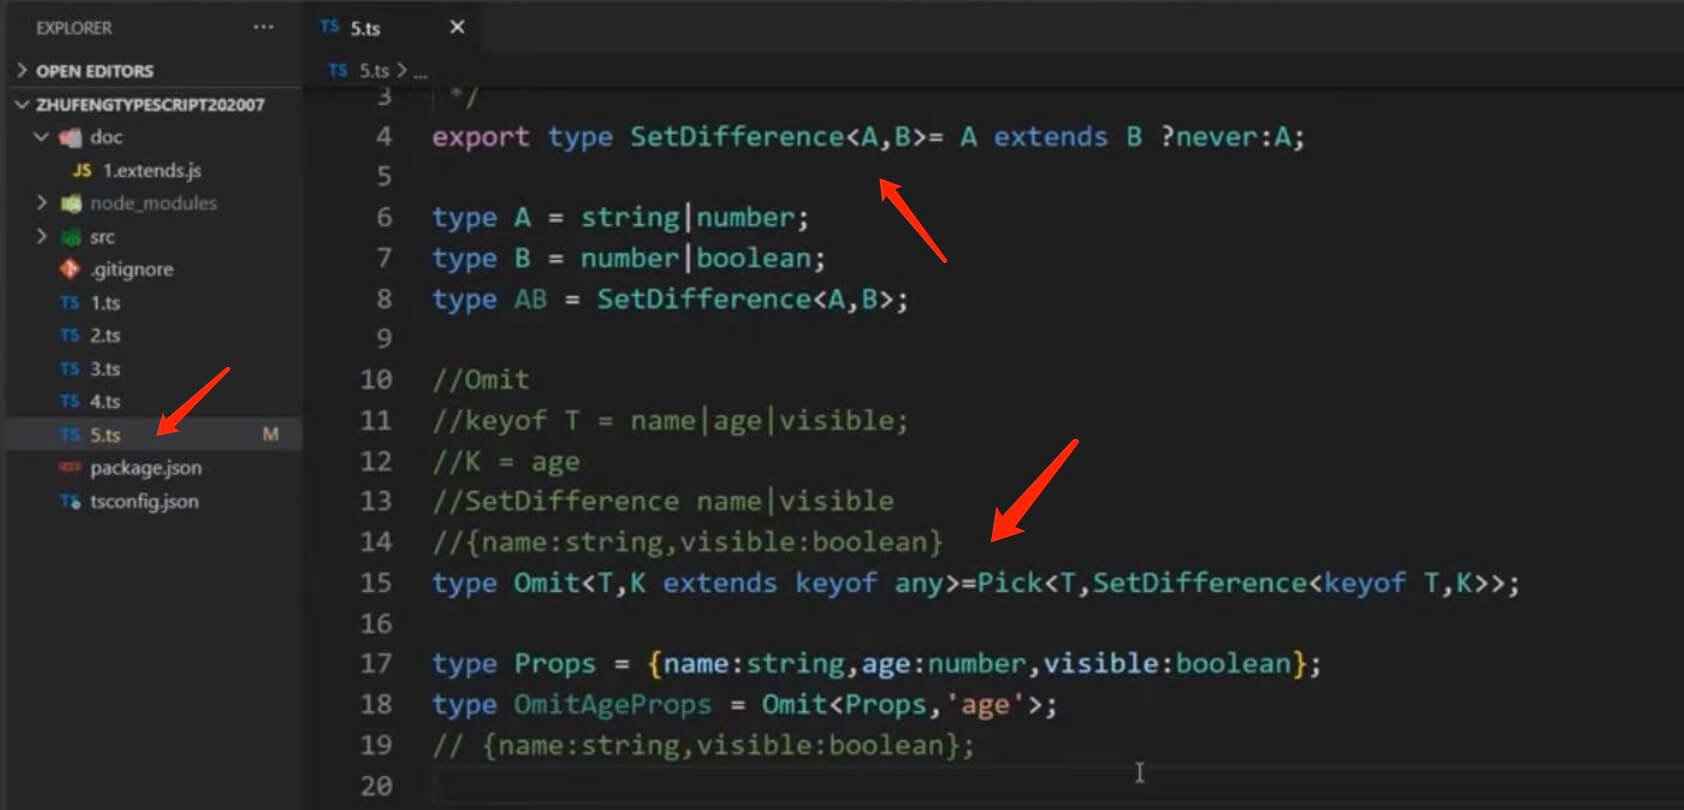 EXPLORER ...
OPEN EDITORS
ZHUFENGTYPESCRIPT202007
doc
JS 1.extends.js
node_modules
src
.gitignore
TS 1.ts
TS 2.ts
TS 3.ts
TS 4.ts
TS 5.ts M
package.json
TS tsconfig.json
TS 5.ts ×
TS 5.ts > ...
3 */
4 export type SetDifference<A,B>= A extends B ?never:A;
5
6 type A = string|number;
7 type B = number|boolean;
8 type AB = SetDifference<A,B>;
9
10 //Omit
11 //keyof T = name|age|visible;
12 //K = age
13 //SetDifference name|visible
14 //{name:string,visible:boolean}
15 type Omit<T,K extends keyof any>=Pick<T,SetDifference<keyof T,K>>;
16
17 type Props = {name:string,age:number,visible:boolean};
18 type OmitAgeProps = Omit<Props,'age'>;
19 // {name:string,visible:boolean};
20